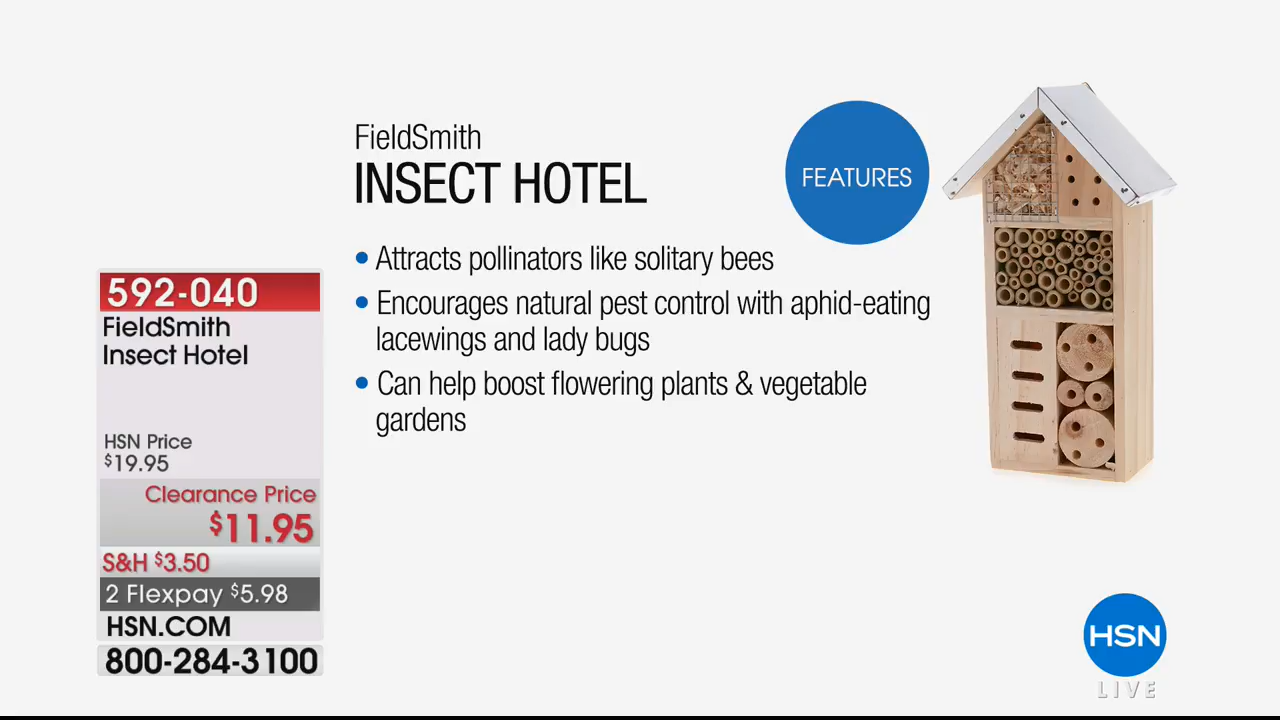 FieldSmith
INSECT HOTEL
FEATURES
• Attracts pollinators like solitary bees
• Encourages natural pest control with aphid-eating
lacewings and lady bugs
• Can help boost flowering plants & vegetable
gardens
592-040
FieldSmith
Insect Hotel
HSN Price
$19.95
Clearance Price
$11.95
S&H $3.50
2 Flexpay $5.98
HSN.COM
800-284-3100
HSN
LIVE